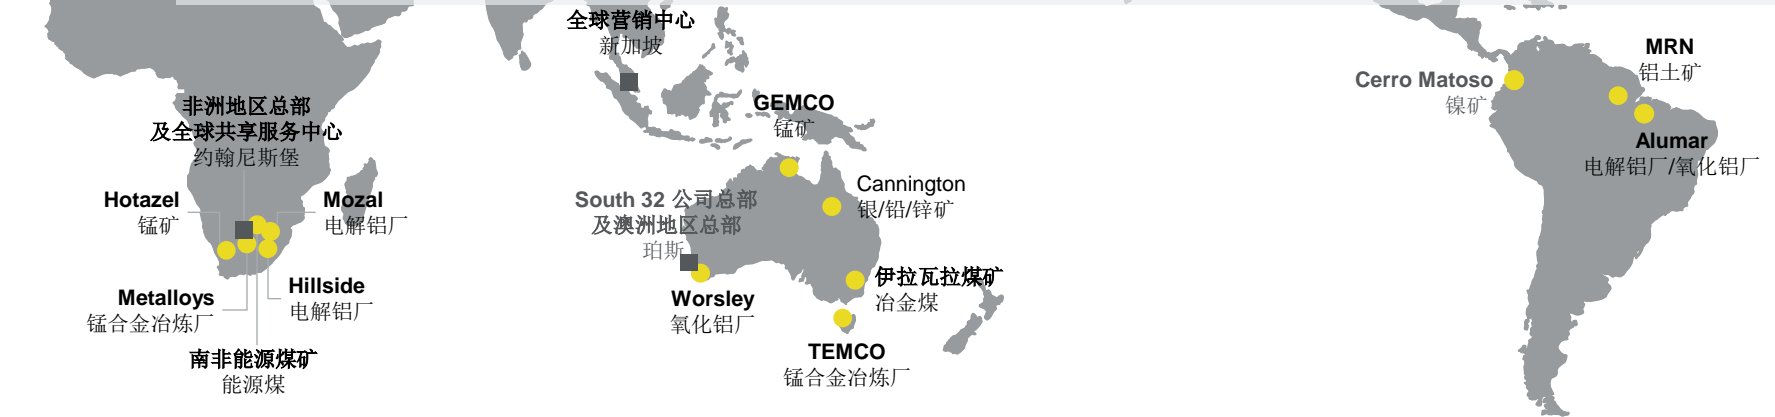 全球营销中心
新加坡
非洲地区总部
及全球共享服务中心
约翰尼斯堡
Hotazel
锰矿
Mozal
电解铝厂
Metalloys
锰合金冶炼厂
Hillside
电解铝厂
南非能源煤矿
能源煤
GEMCO
锰矿
Cannington
银/铅/锌矿
South 32 公司总部
及澳洲地区总部
珀斯
Worsley
氧化铝厂
伊拉瓦拉煤矿
冶金煤
TEMCO
锰合金冶炼厂
Cerro Matoso
镍矿
MRN
铝土矿
Alumar
电解铝厂/氧化铝厂